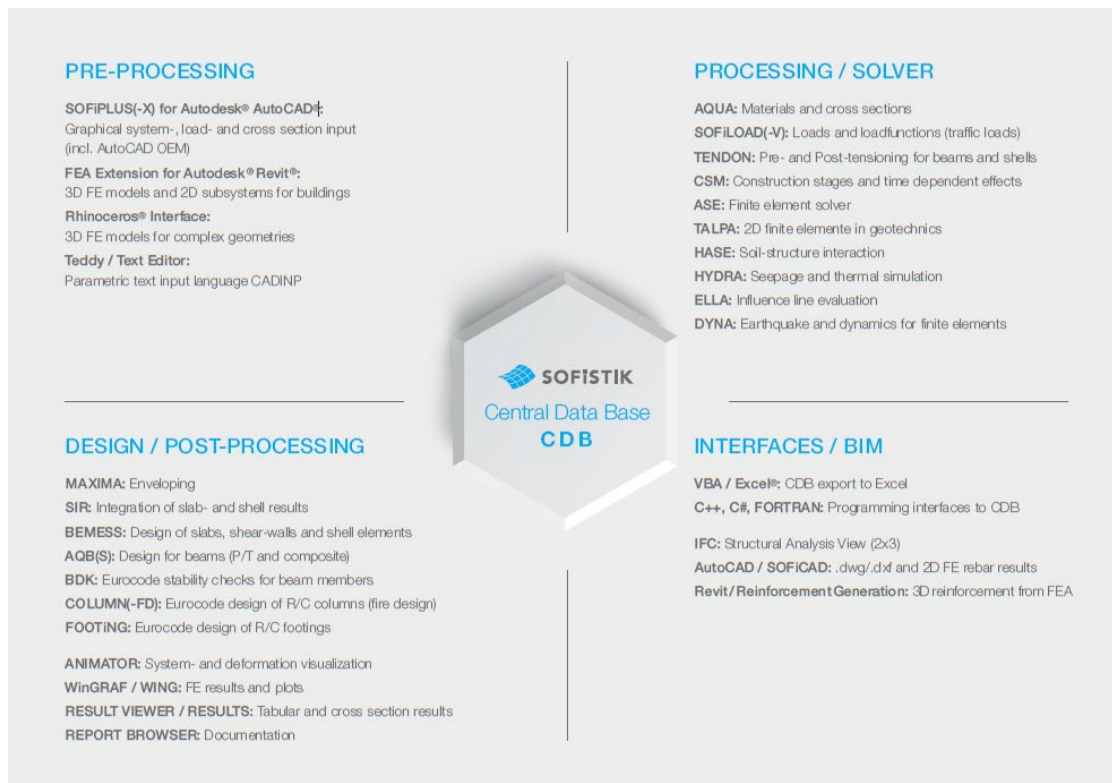 PRE-PROCESSING
SOFiPLUS(-X) for Autodesk® AutoCAD®:
Graphical system-, load- and cross section input
(incl. AutoCAD OEM)
FEA Extension for Autodesk® Revit®:
3D FE models and 2D subsystems for buildings
Rhinoceros® Interface:
3D FE models for complex geometries
Teddy / Text Editor:
Parametric text input language CADINP
PROCESSING / SOLVER
AQUA: Materials and cross sections
SOFiLOAD(-V): Loads and loadfunctions (traffic loads)
TENDON: Pre- and Post-tensioning for beams and shells
CSM: Construction stages and time dependent effects
ASE: Finite element solver
TALPA: 2D finite elemente in geotechnics
HASE: Soil-structure interaction
HYDRA: Seepage and thermal simulation
ELLA: Influence line evaluation
DYNA: Earthquake and dynamics for finite elements
SOFiSTiK
Central Data Base
CDB
DESIGN / POST-PROCESSING
MAXIMA: Enveloping
SIR: Integration of slab- and shell results
BEMESS: Design of slabs, shear-walls and shell elements
AQB(S): Design for beams (P/T and composite)
BDK: Eurocode stability checks for beam members
COLUMN(-FD): Eurocode design of R/C columns (fire design)
FOOTiNG: Eurocode design of R/C footings
ANIMATOR: System- and deformation visualization
WinGRAF / WING: FE results and plots
RESULT VIEWER / RESULTS: Tabular and cross section results
REPORT BROWSER: Documentation
INTERFACES / BIM
VBA / Excel®: CDB export to Excel
C++, C#, FORTRAN: Programming interfaces to CDB
IFC: Structural Analysis View (2x3)
AutoCAD / SOFiCAD: .dwg/.dxf and 2D FE rebar results
Revit / Reinforcement Generation: 3D reinforcement from FEA